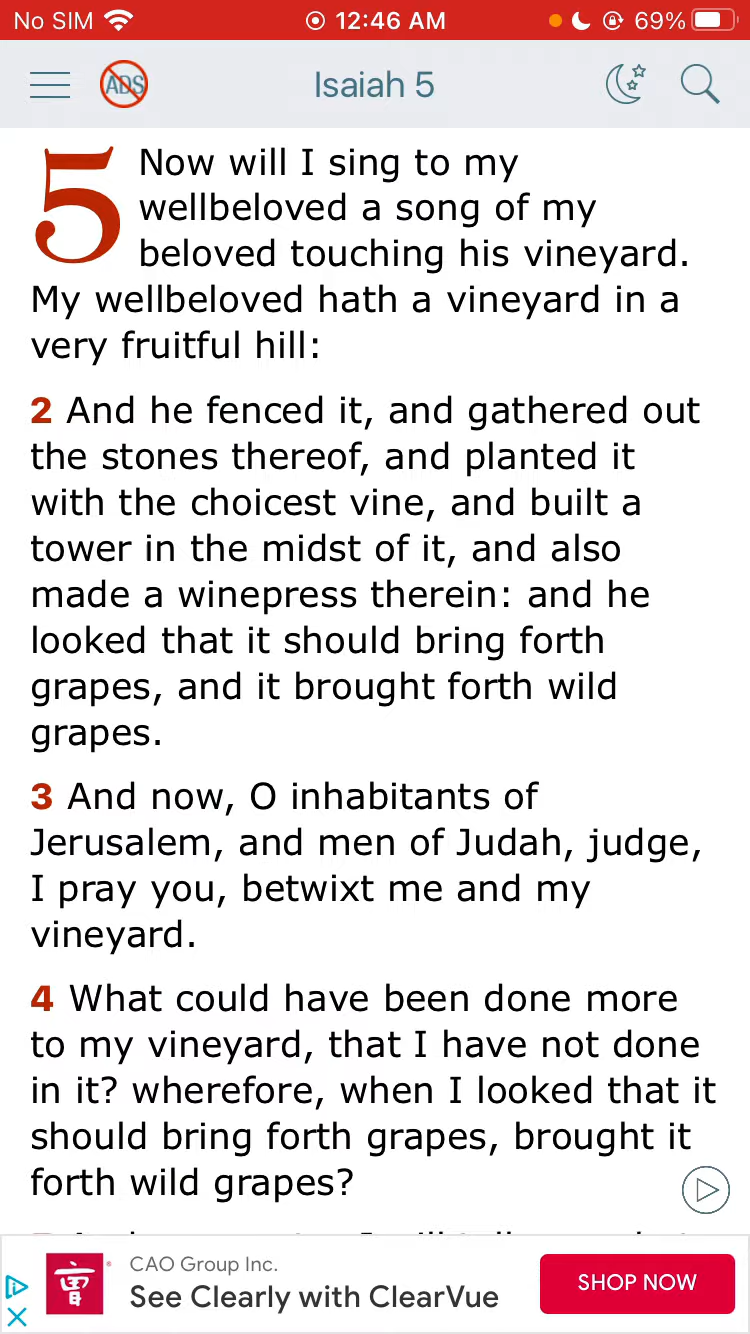 No SIM 12:46 AM 69%
ADS Isaiah 5
5 Now will I sing to my
wellbeloved a song of my
beloved touching his vineyard.
My wellbeloved hath a vineyard in a
very fruitful hill:
2 And he fenced it, and gathered out
the stones thereof, and planted it
with the choicest vine, and built a
tower in the midst of it, and also
made a winepress therein: and he
looked that it should bring forth
grapes, and it brought forth wild
grapes.
3 And now, O inhabitants of
Jerusalem, and men of Judah, judge,
I pray you, betwixt me and my
vineyard.
4 What could have been done more
to my vineyard, that I have not done
in it? wherefore, when I looked that it
should bring forth grapes, brought it
forth wild grapes?
CAO Group Inc.
See Clearly with ClearVue
SHOP NOW